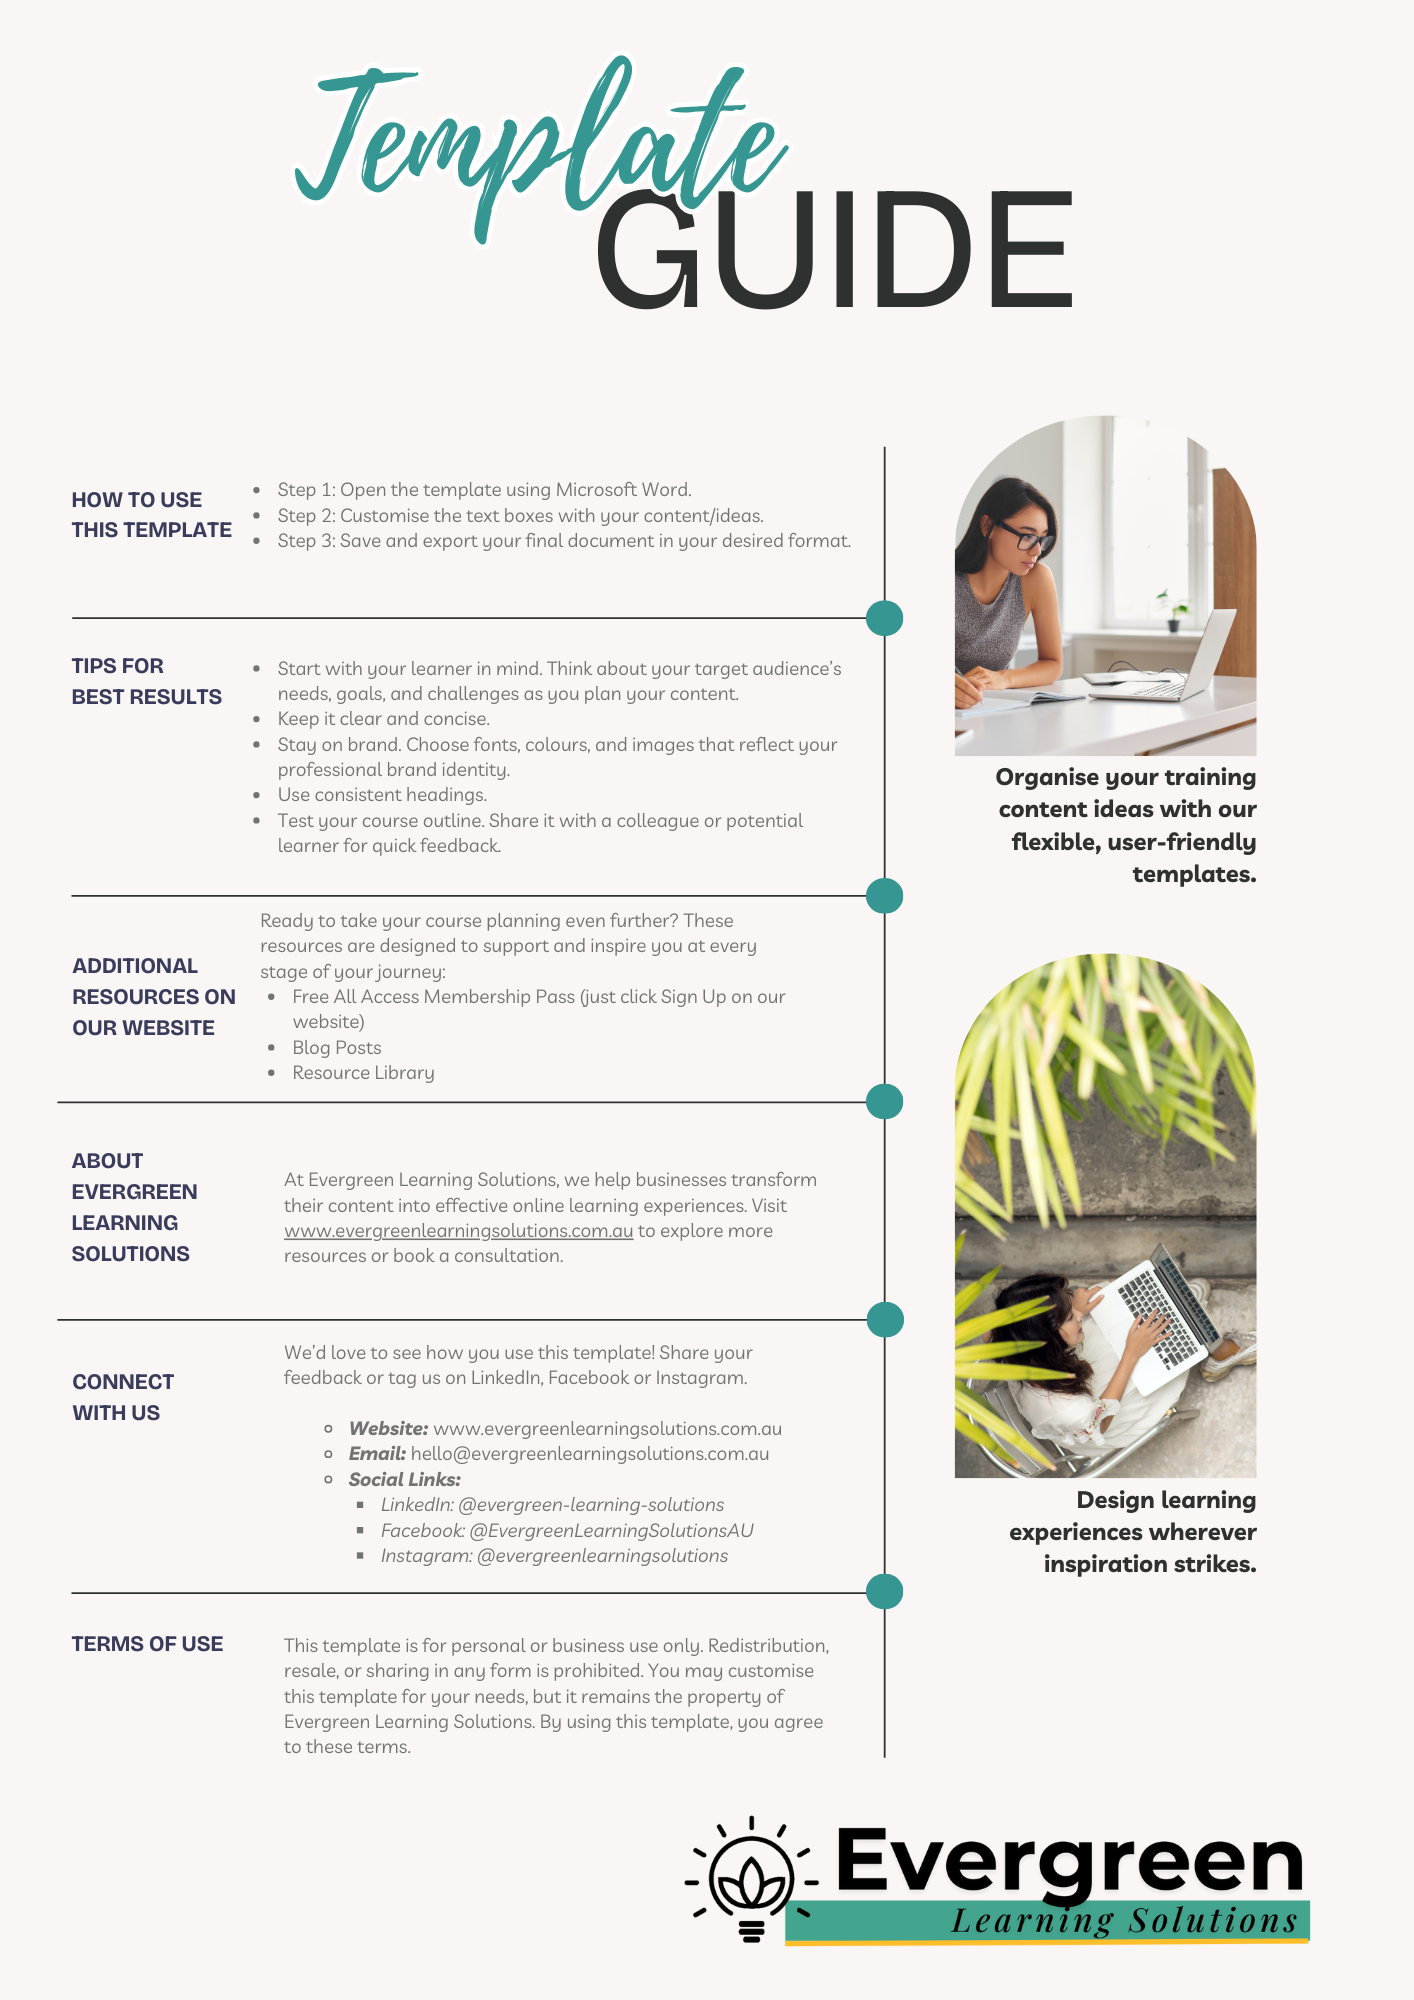 Template
GUIDE
HOW TO USE
THIS TEMPLATE
• Step 1: Open the template using Microsoft Word.
• Step 2: Customise the text boxes with your content/ideas.
• Step 3: Save and export your final document in your desired format.
TIPS FOR
BEST RESULTS
• Start with your learner in mind. Think about your target audience's
needs, goals, and challenges as you plan your content.
• Keep it clear and concise.
• Stay on brand. Choose fonts, colours, and images that reflect your
professional brand identity.
• Use consistent headings.
• Test your course outline. Share it with a colleague or potential
learner for quick feedback.
Organise your training
content ideas with our
flexible, user-friendly
templates.
ADDITIONAL
RESOURCES ON
OUR WEBSITE
Ready to take your course planning even further? These
resources are designed to support and inspire you at every
stage of your journey:
• Free All Access Membership Pass (just click Sign Up on our
website)
• Blog Posts
• Resource Library
ABOUT
EVERGREEN
LEARNING
SOLUTIONS
At Evergreen Learning Solutions, we help businesses transform
their content into effective online learning experiences. Visit
www.evergreenlearningsolutions.com.au to explore more
resources or book a consultation.
CONNECT
WITH US
We'd love to see how you use this template! Share your
feedback or tag us on LinkedIn, Facebook or Instagram.
◦ Website: www.evergreenlearningsolutions.com.au
◦ Email: hello@evergreenlearningsolutions.com.au
◦ Social Links:
▪ LinkedIn: @evergreen-learning-solutions
▪ Facebook: @EvergreenLearningSolutionsAU
▪ Instagram: @evergreenlearningsolutions
Design learning
experiences wherever
inspiration strikes.
TERMS OF USE
This template is for personal or business use only. Redistribution,
resale, or sharing in any form is prohibited. You may customise
this template for your needs, but it remains the property of
Evergreen Learning Solutions. By using this template, you agree
to these terms.
Evergreen
Learning Solutions